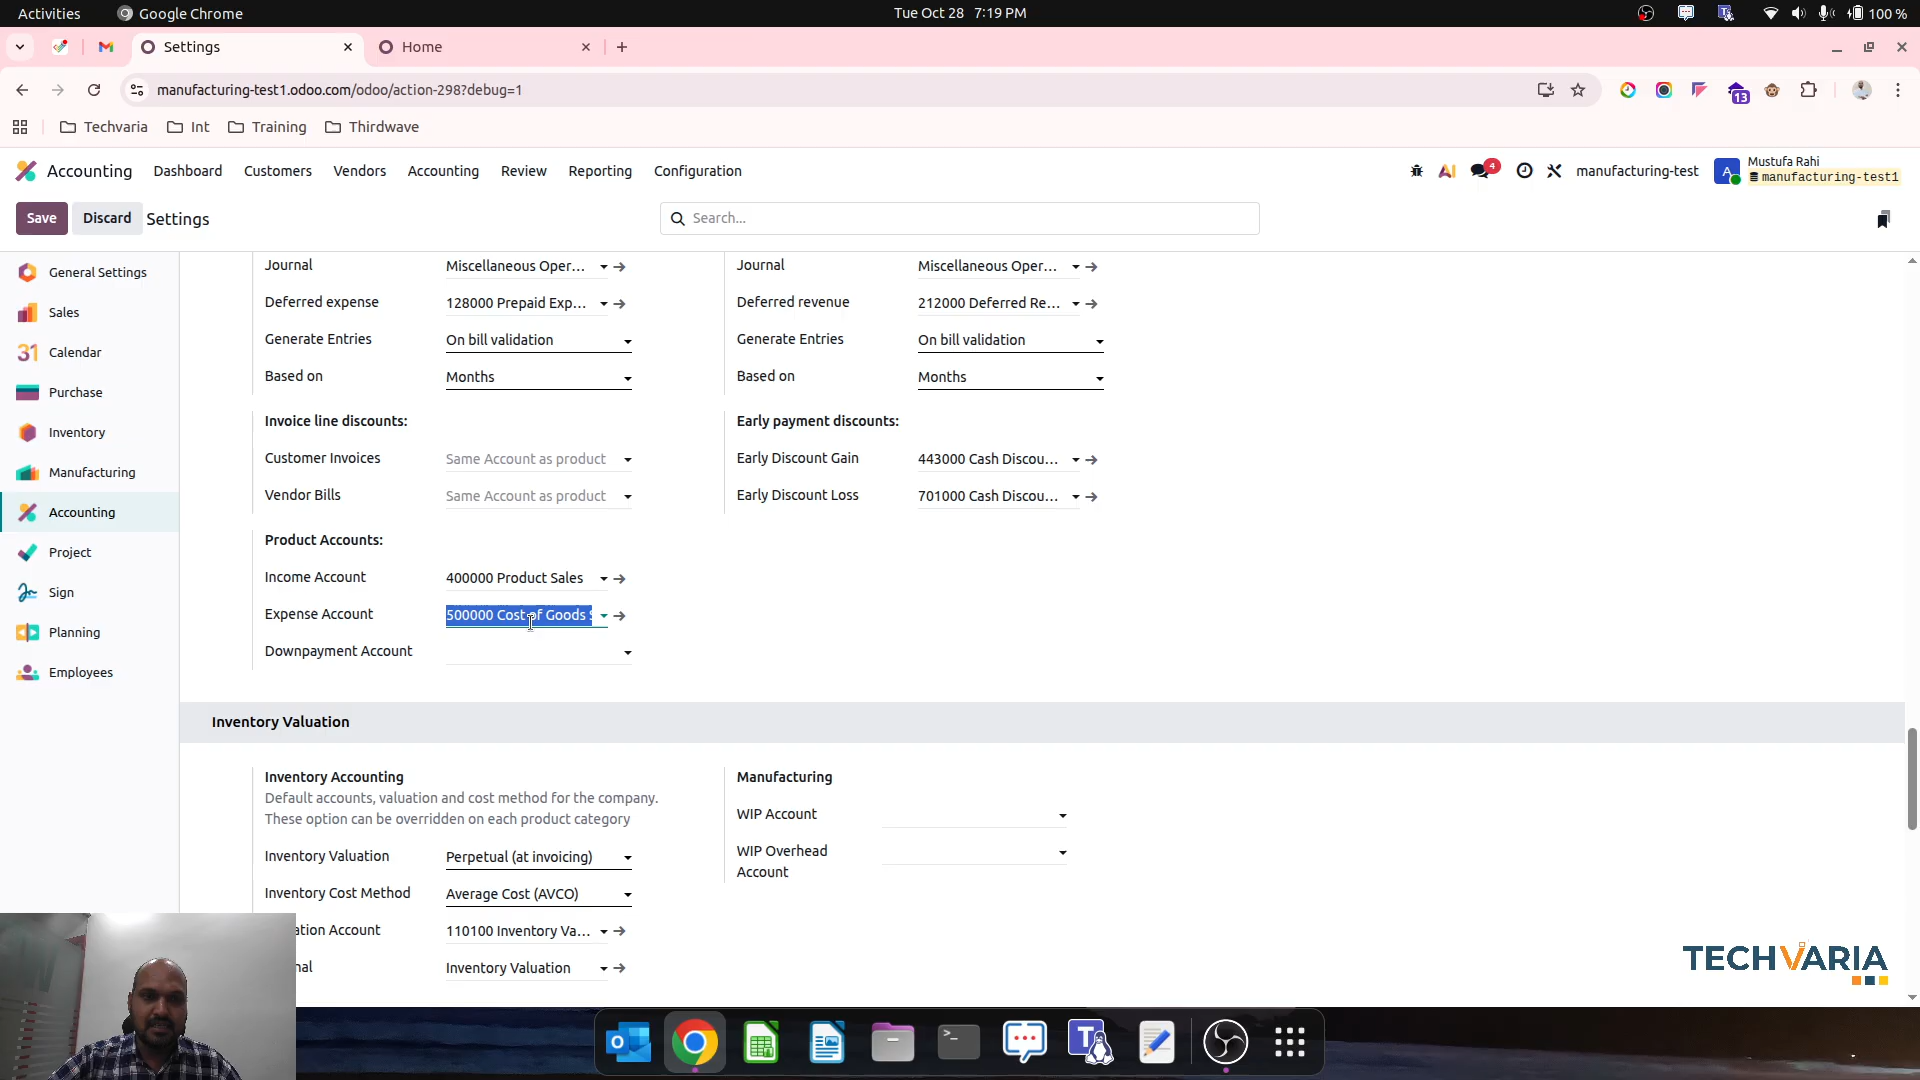 Activities
Google Chrome
Tue Oct 28 7:19 PM
100 %
Settings
Home
manufacturing-test1.odoo.com/odoo/action-298?debug=1
13
Techvaria
Int
Training
Thirdwave
Accounting
Dashboard
Customers
Vendors
Accounting
Review
Reporting
Configuration
AI
4
manufacturing-test
A
Mustufa Rahi
manufacturing-test1
Save
Discard
Settings
Search...
General Settings
Sales
31
Calendar
Purchase
Inventory
Manufacturing
Accounting
Project
Sign
Planning
Employees
Journal
Miscellaneous Oper...
Journal
Miscellaneous Oper...
Deferred expense
128000 Prepaid Exp...
Deferred revenue
212000 Deferred Re...
Generate Entries
On bill validation
Generate Entries
On bill validation
Based on
Months
Based on
Months
Invoice line discounts:
Early payment discounts:
Customer Invoices
Same Account as product
Early Discount Gain
443000 Cash Discou...
Vendor Bills
Same Account as product
Early Discount Loss
701000 Cash Discou...
Product Accounts:
Income Account
400000 Product Sales
Expense Account
500000 Cost of Goods S
Downpayment Account
Inventory Valuation
Inventory Accounting
Default accounts, valuation and cost method for the company.
These option can be overridden on each product category
Manufacturing
WIP Account
WIP Overhead
Account
Inventory Valuation
Perpetual (at invoicing)
Inventory Cost Method
Average Cost (AVCO)
ation Account
110100 Inventory Va...
nal
Inventory Valuation
TECHVARIA